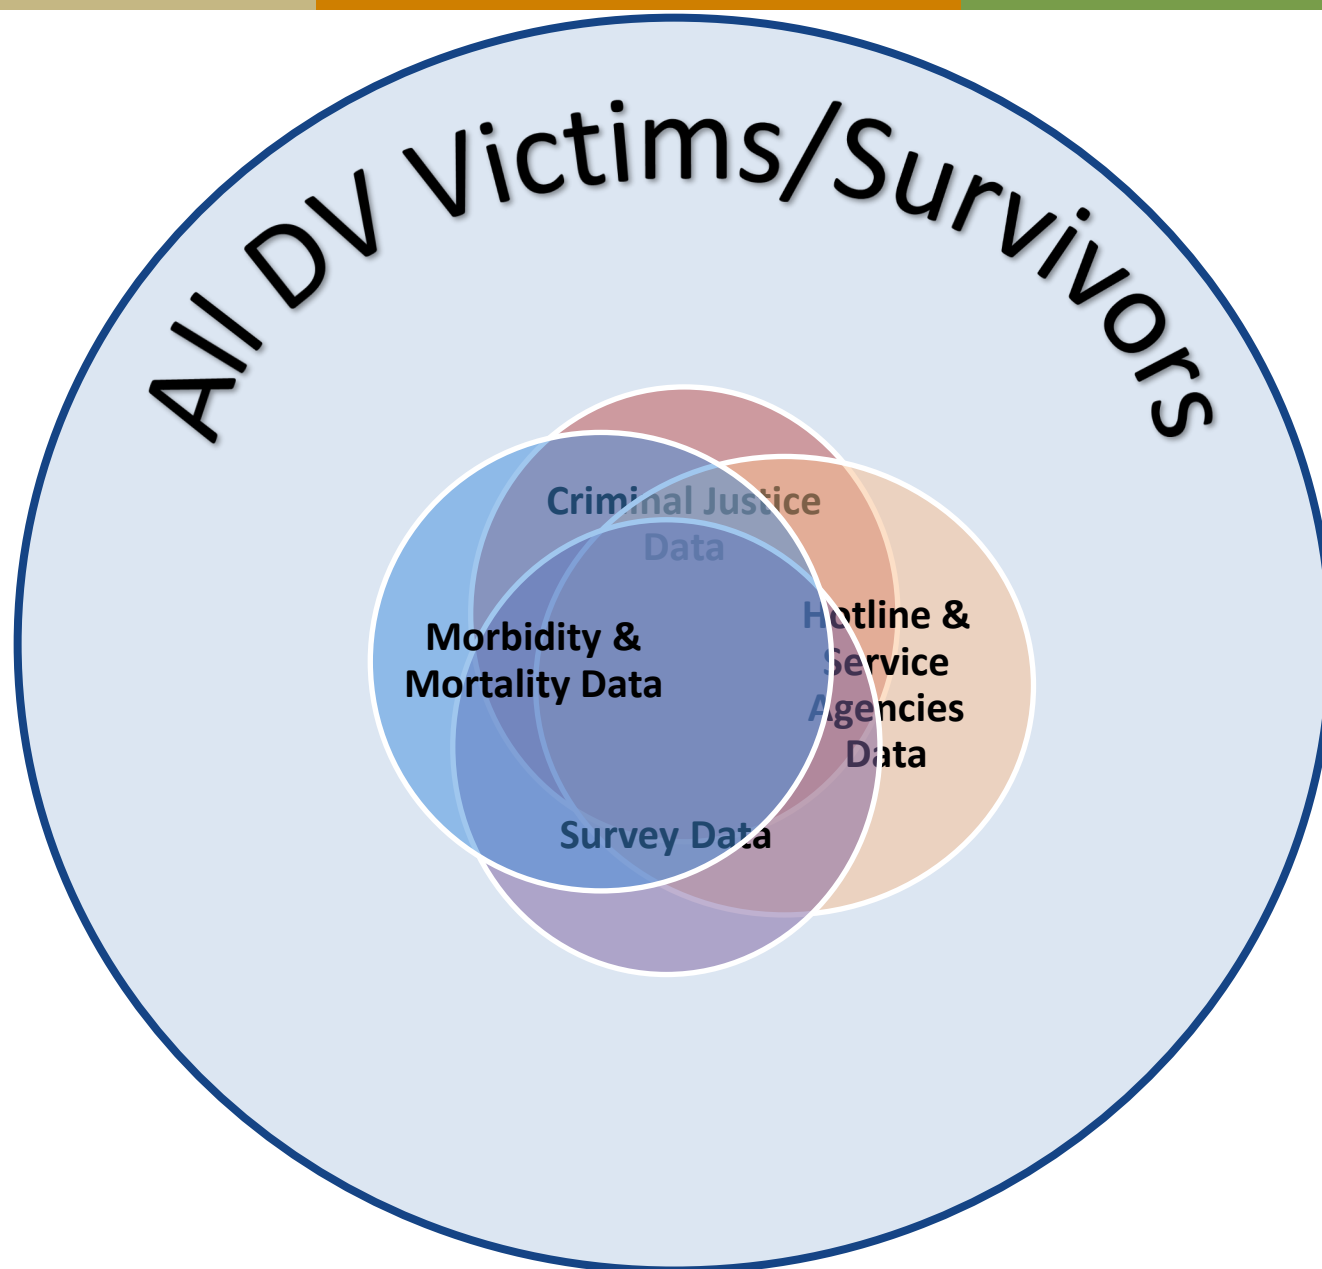 All DV Victims/Survivors
Criminal Justice
Data
Morbidity &
Mortality Data
Hotline &
Service
Agencies
Data
Survey Data